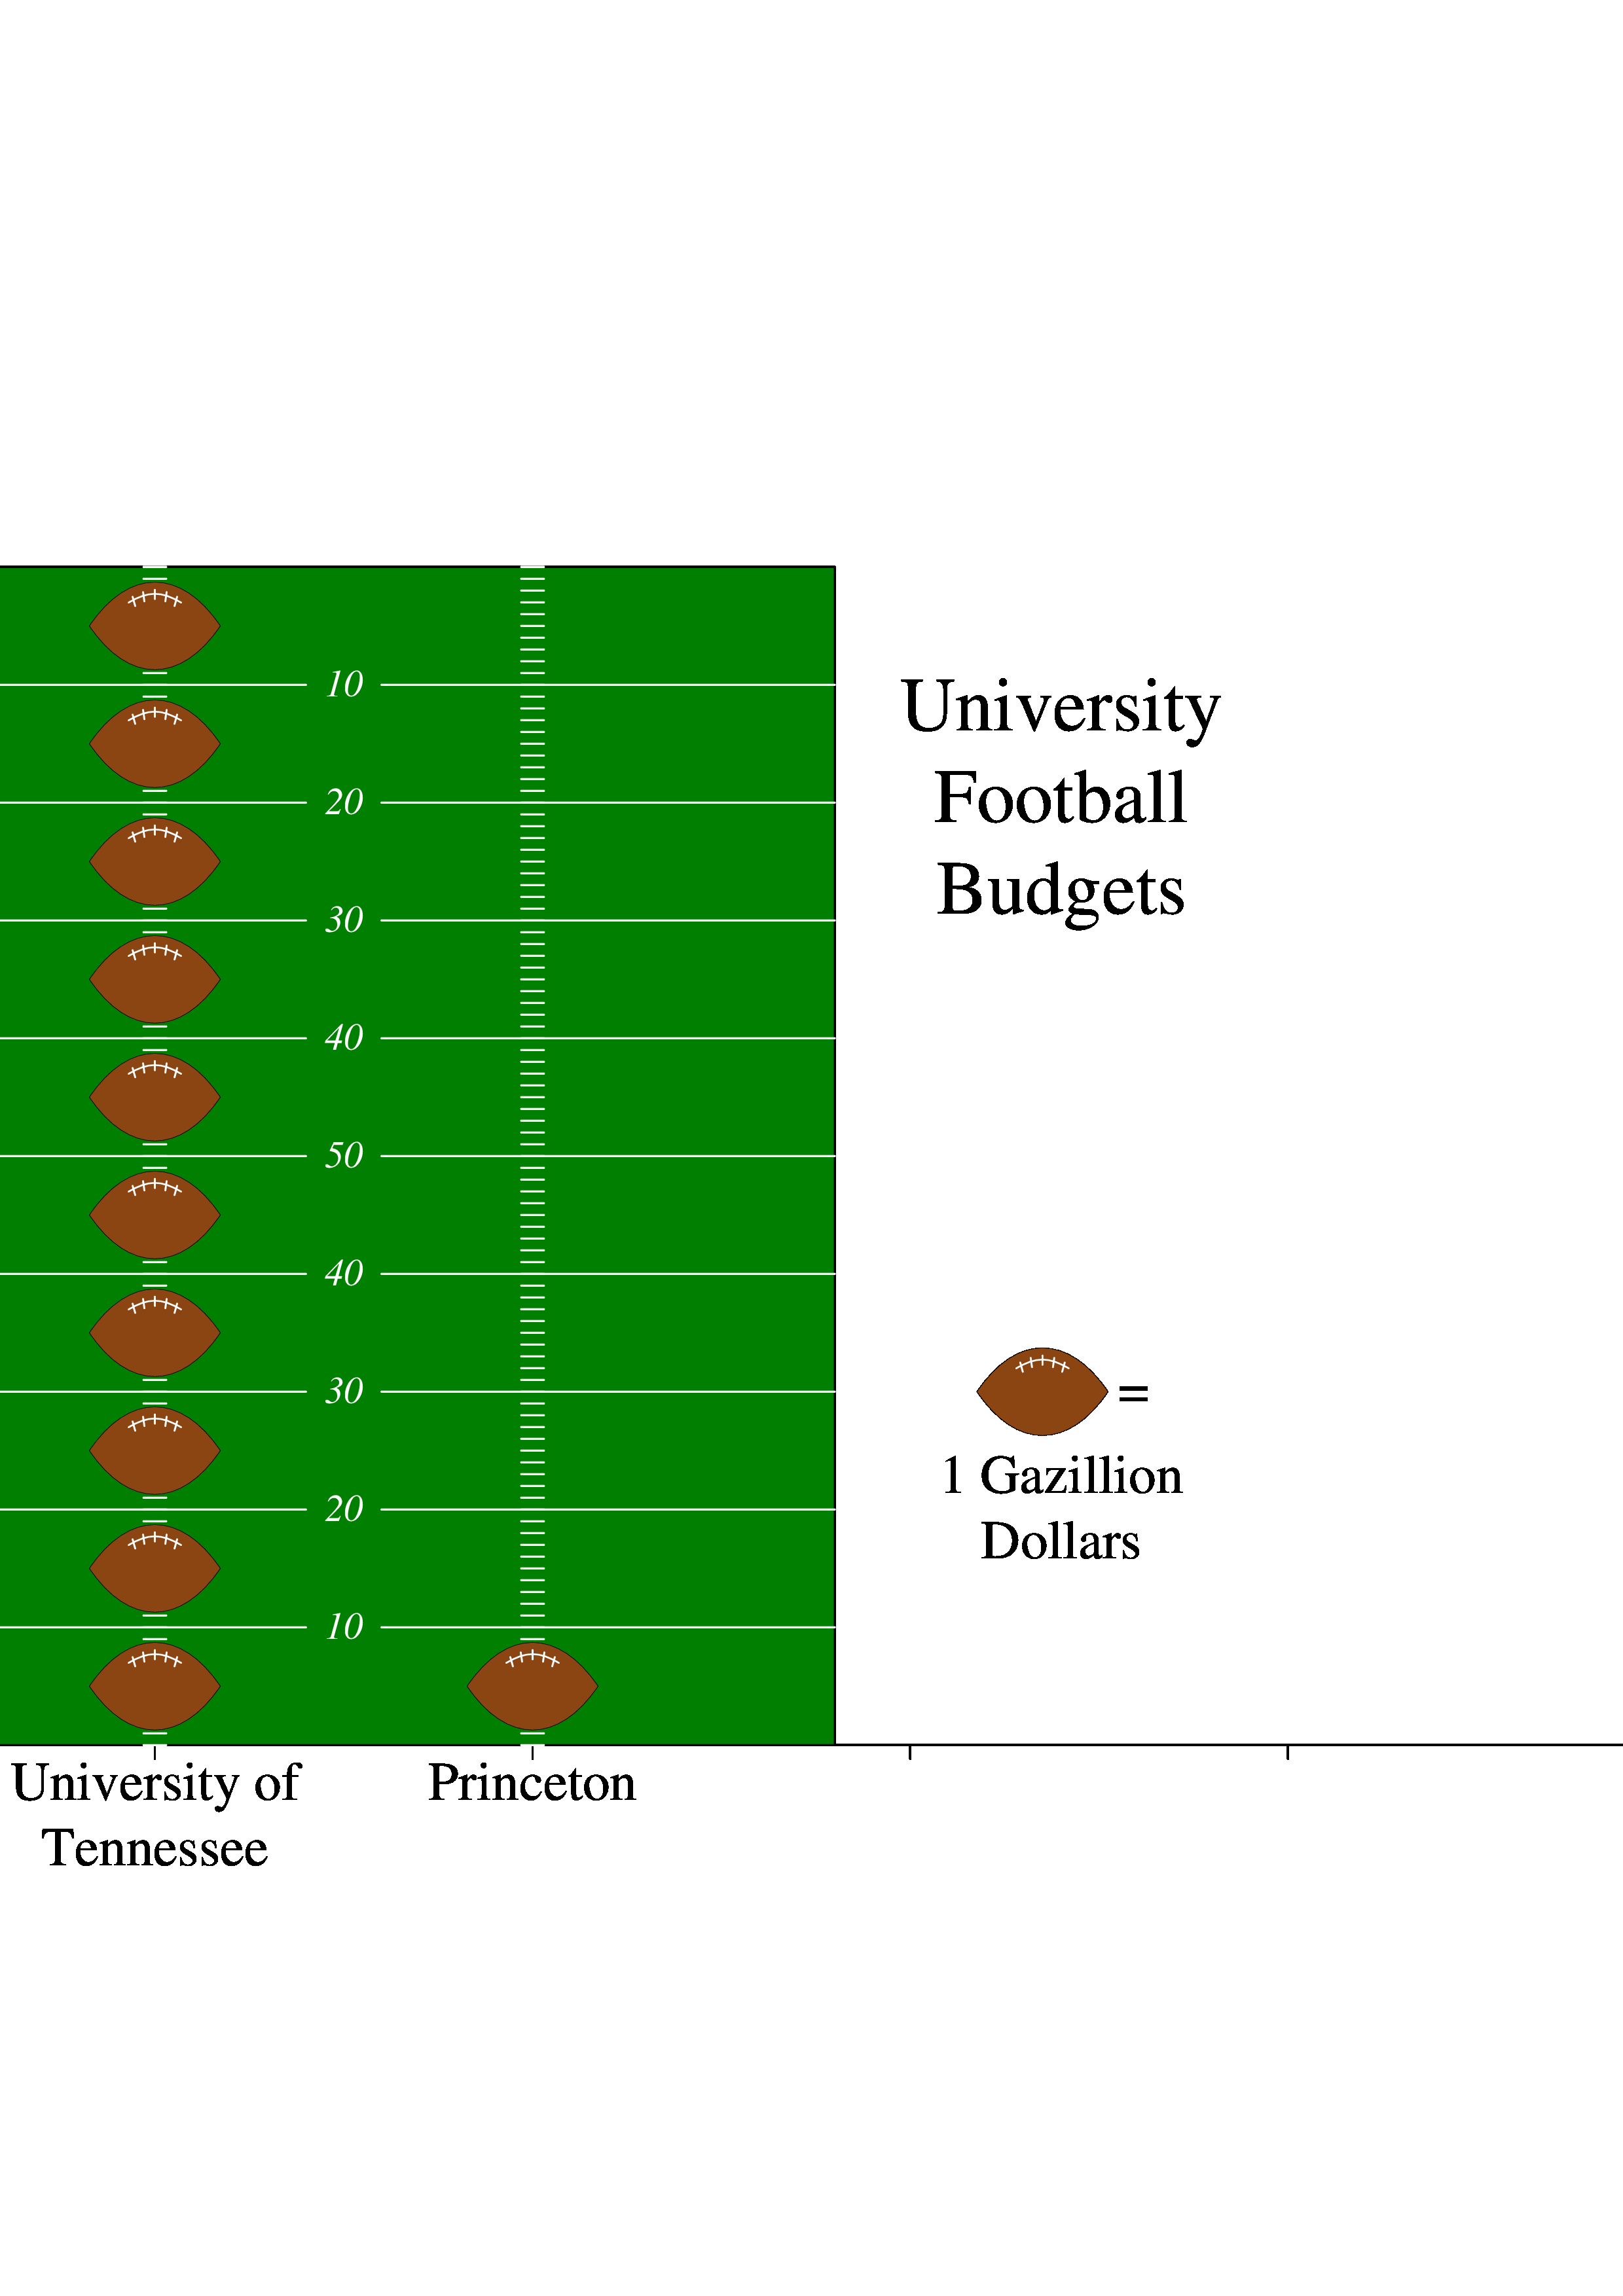 10
20
30
40
50
40
30
20
10
University
Football
Budgets
=
1 Gazillion
Dollars
University of
Tennessee
Princeton